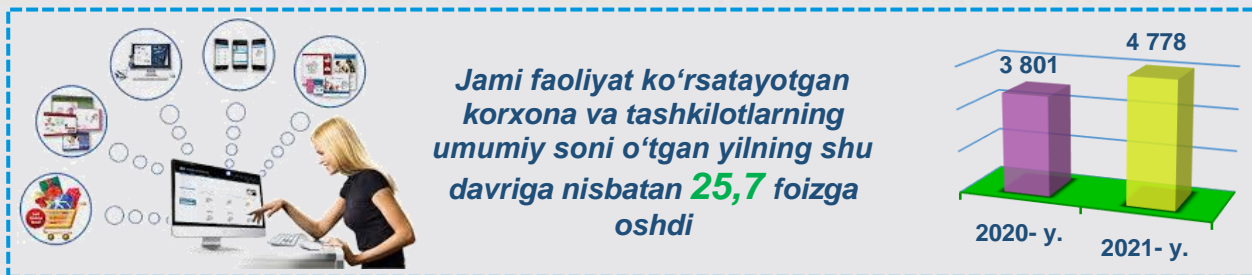 Jami faoliyat ko‘rsatayotgan
korxona va tashkilotlarning
umumiy soni o‘tgan yilning shu
davriga nisbatan 25,7 foizga
oshdi
3 801
4 778
2020- y.
2021- y.